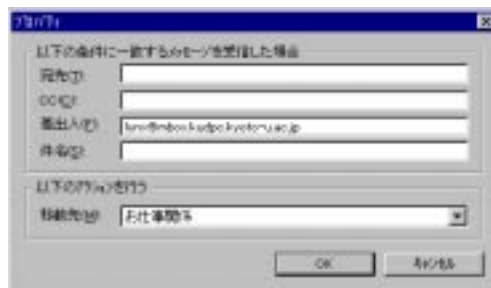 プロパティ
以下の条件に一致するメッセージを受信した場合
宛先(T):
CC(C):
差出人(F):
件名(S):
以下のアクションを行う
移動先(M): お仕事関係
OK キャンセル